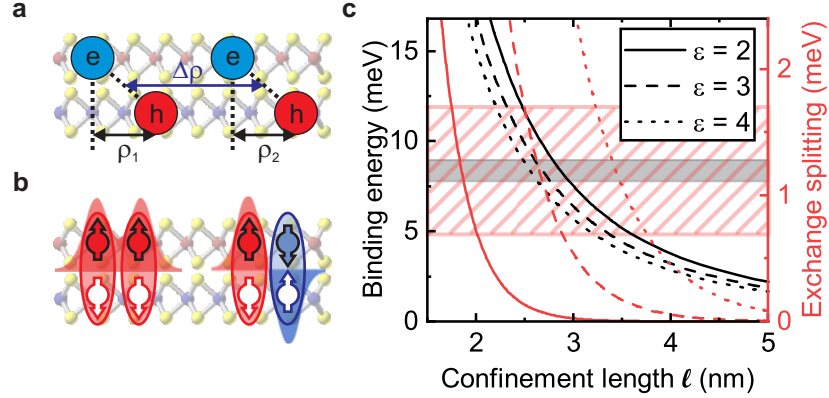 a
e
e
Δρ
h
h
ρ₁
ρ₂
b
c
Binding energy (meV)
15
10
5
0
ε = 2
ε = 3
ε = 4
2
1
0
Exchange splitting (meV)
2
3
4
5
Confinement length ℓ (nm)